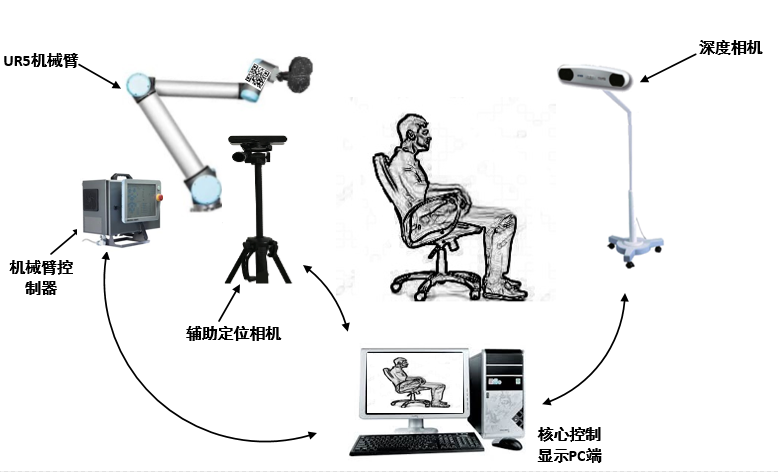 UR5机械臂
深度相机
机械臂控
制器
辅助定位相机
核心控制
显示PC端